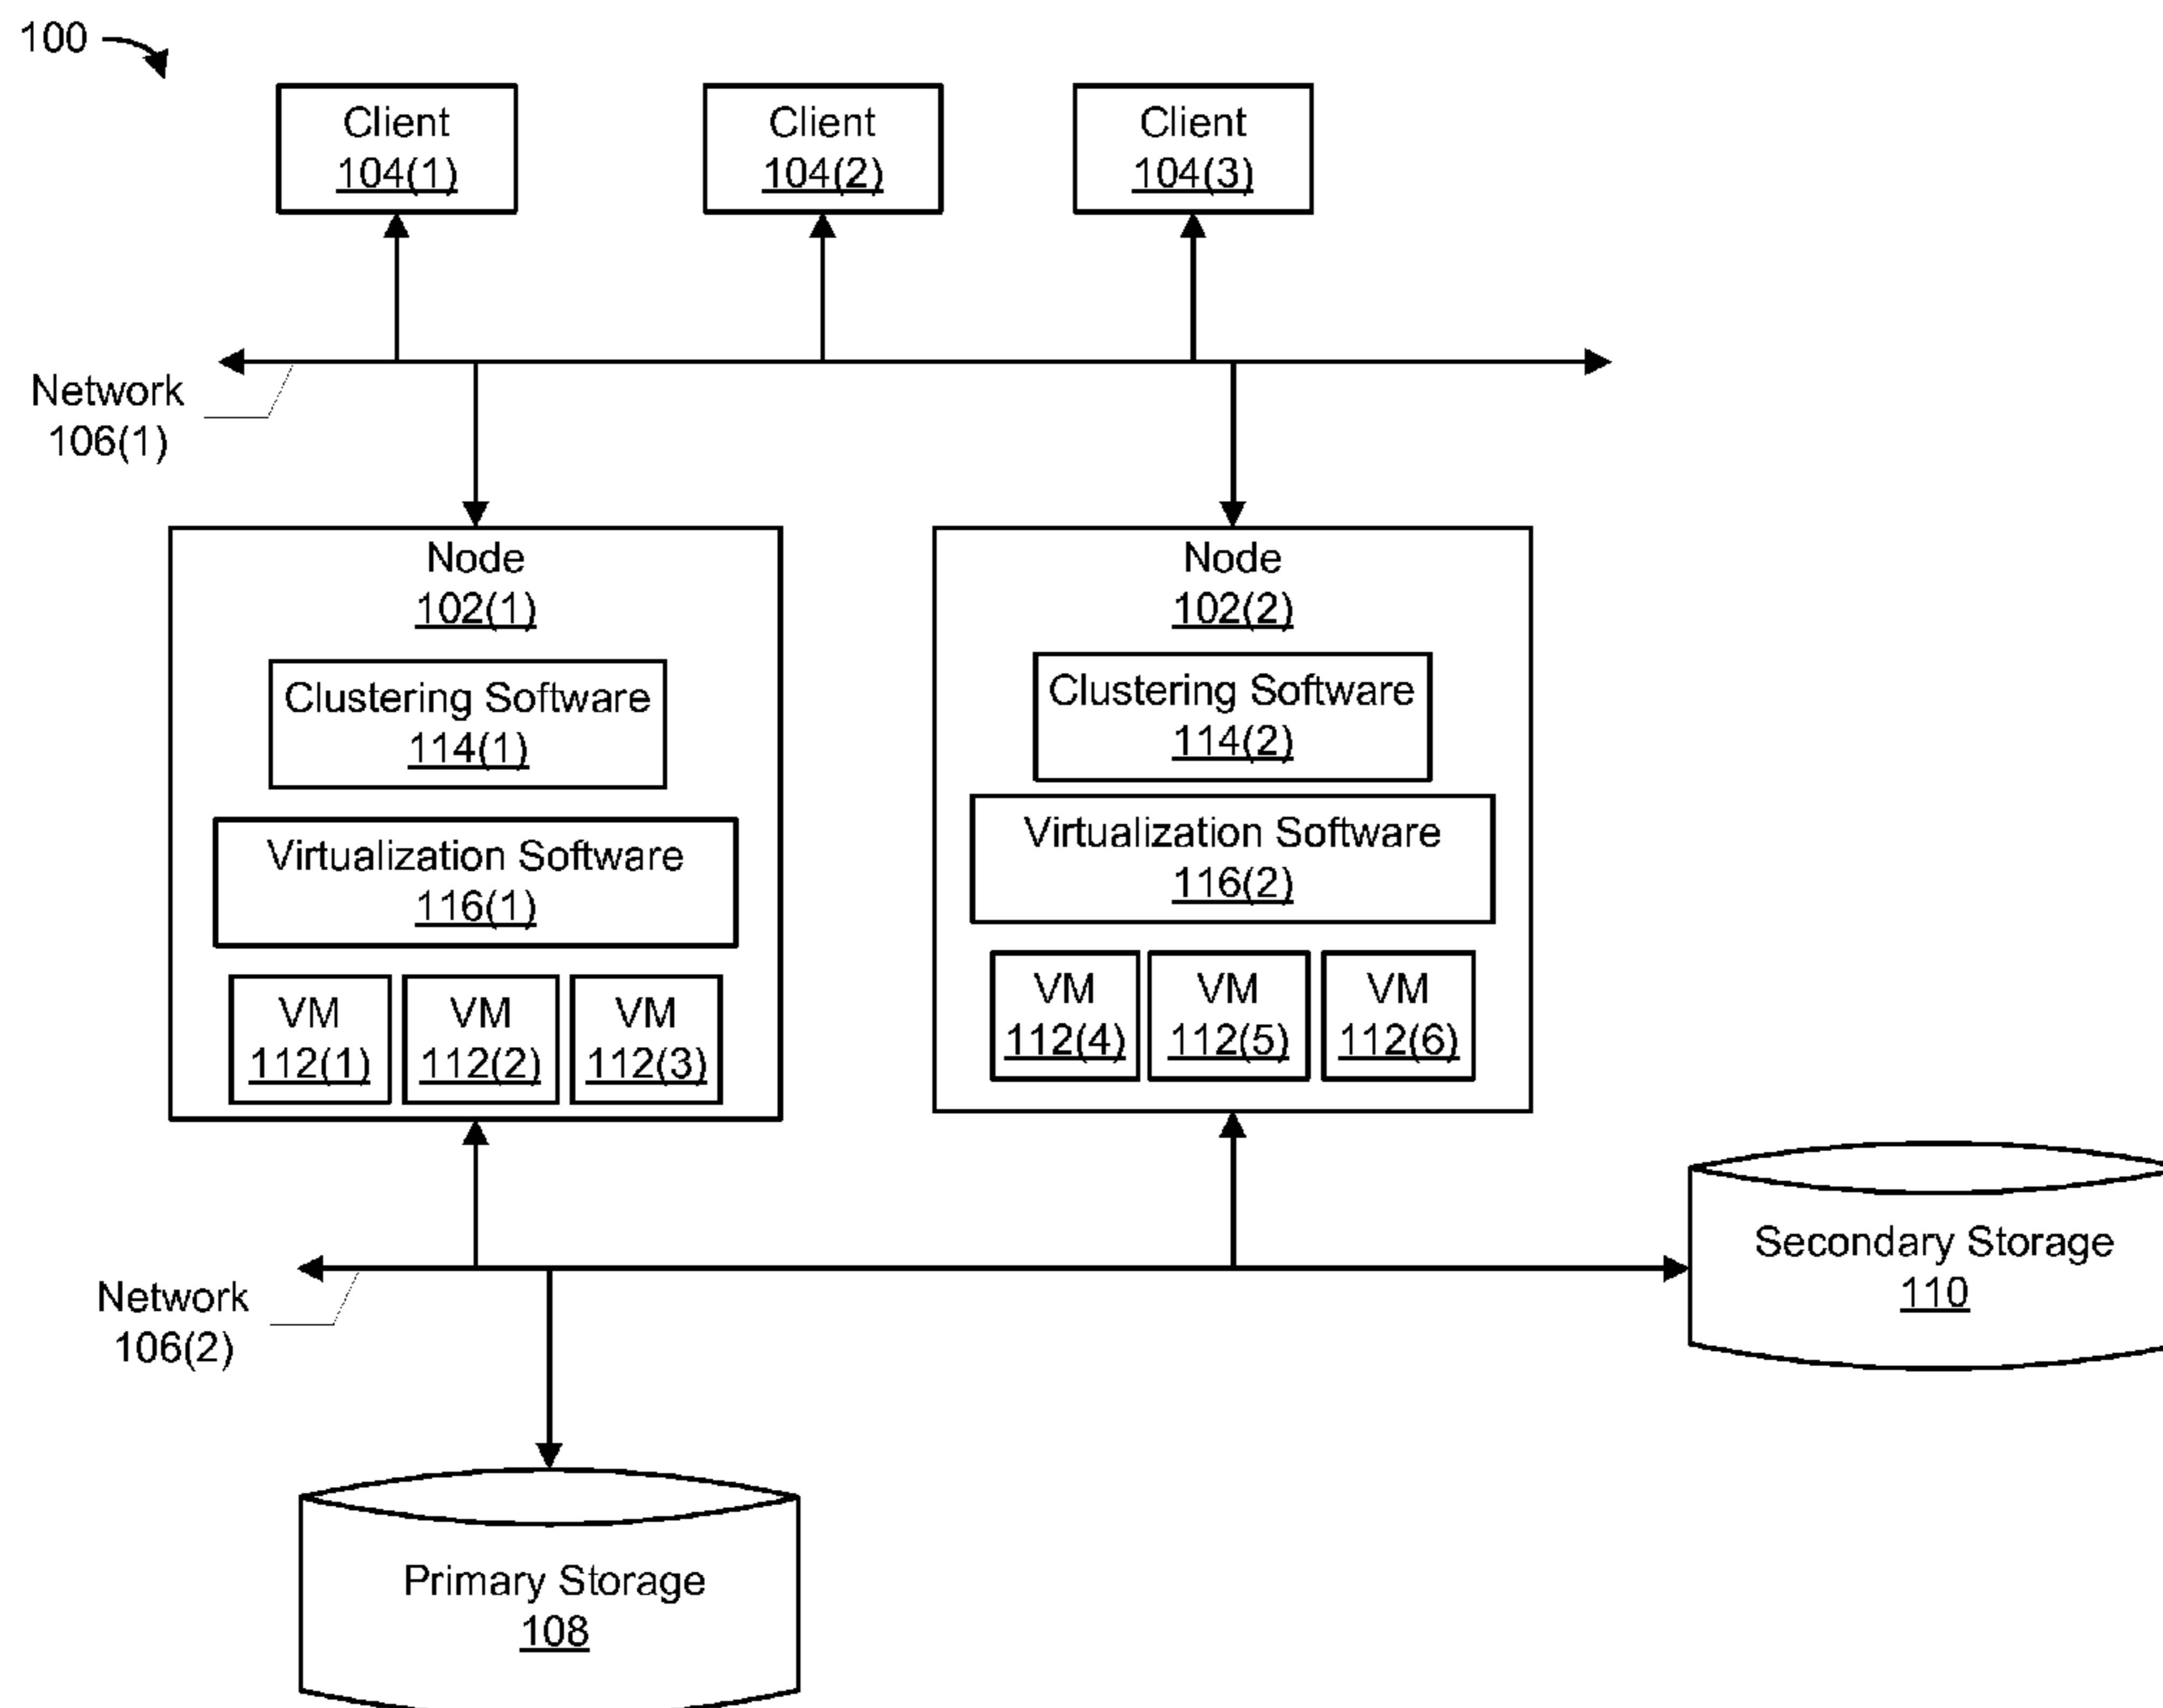 100
Client
104(1)
Client
104(2)
Client
104(3)
Network
106(1)
Node
102(1)
Clustering Software
114(1)
Virtualization Software
116(1)
VM
112(1)
VM
112(2)
VM
112(3)
Node
102(2)
Clustering Software
114(2)
Virtualization Software
116(2)
VM
112(4)
VM
112(5)
VM
112(6)
Network
106(2)
Secondary Storage
110
Primary Storage
108